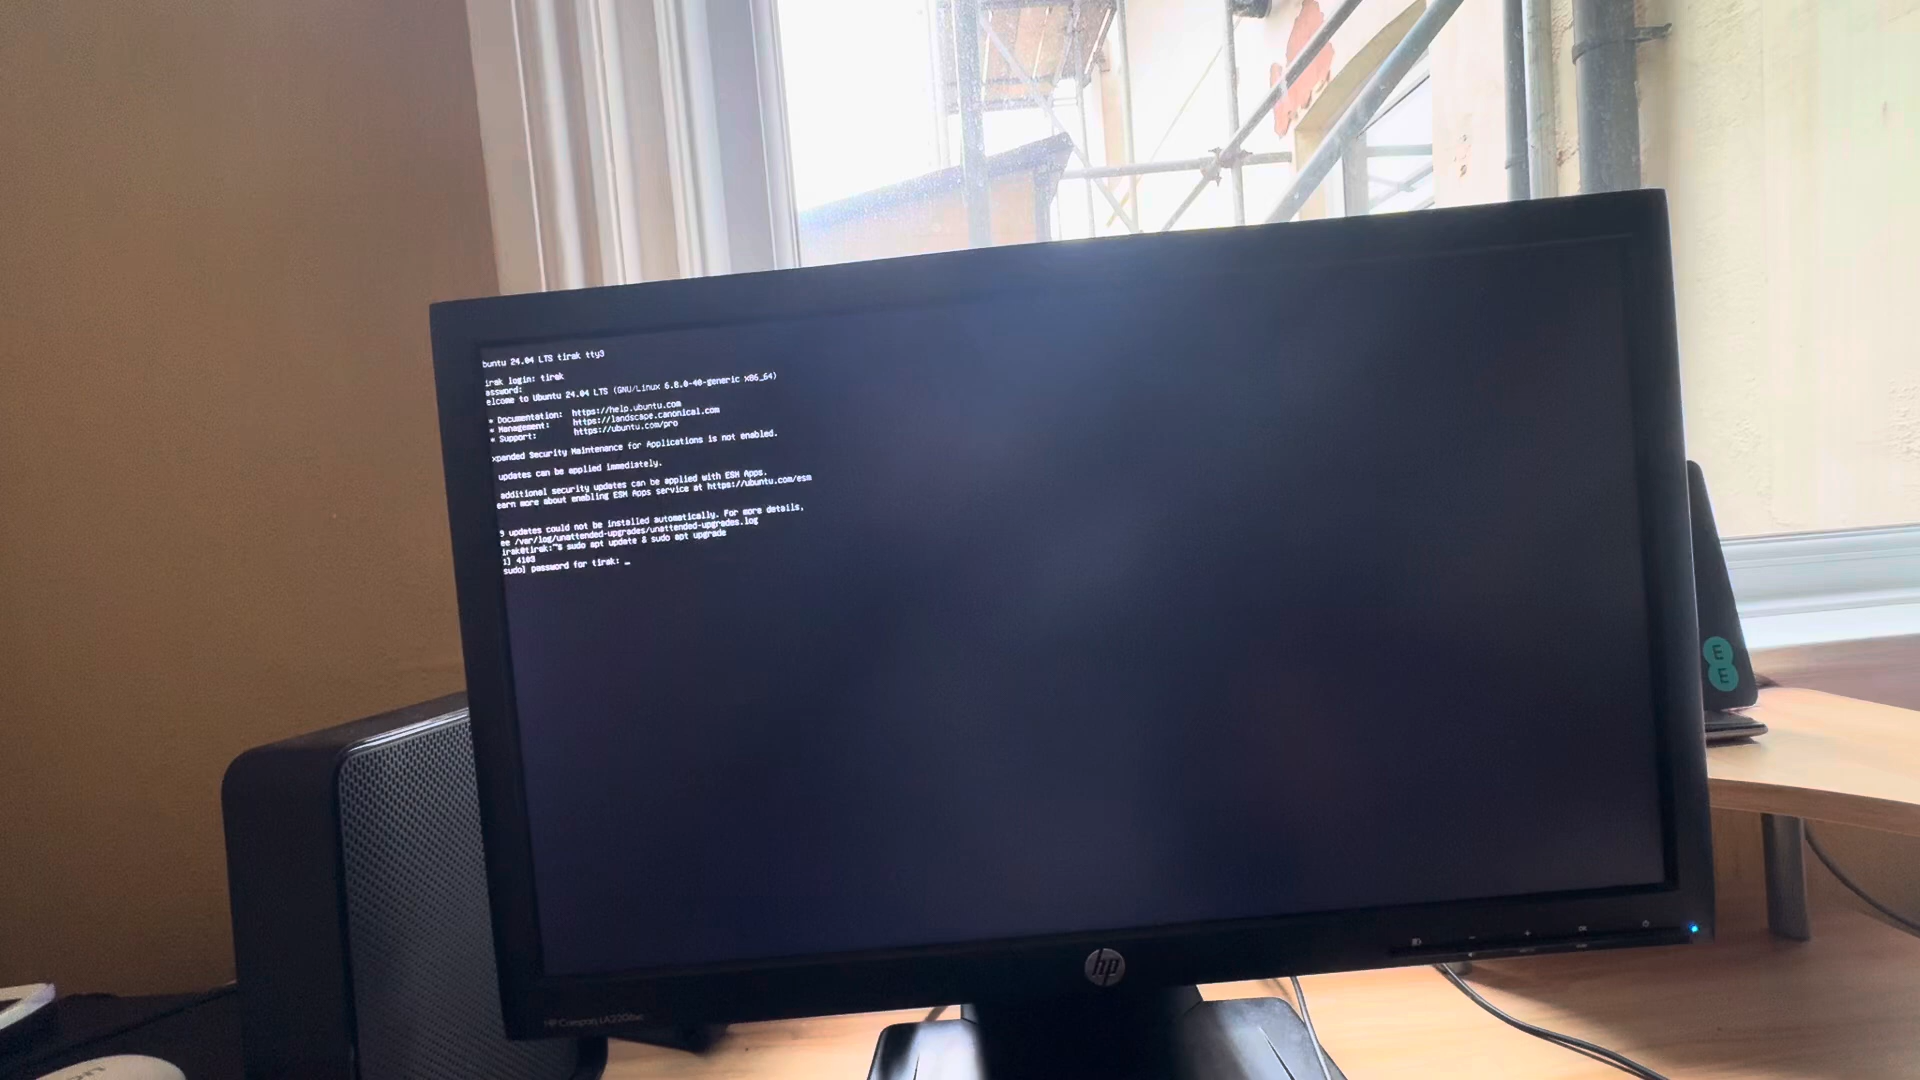 buntu 24.04 LTS tirak tty3
irak login: tirak
assword:
elcome to Ubuntu 24.04 LTS (GNU/Linux 6.8.0-40-generic x86_64)
* Documentation: https://help.ubuntu.com
* Management: https://landscape.canonical.com
* Support: https://ubuntu.com/pro
xpanded Security Maintenance for Applications is not enabled.
updates can be applied immediately.
additional security updates can be applied with ESM Apps.
earn more about enabling ESM Apps service at https://ubuntu.com/esm
9 updates could not be installed automatically. For more details,
ee /var/log/unattended-upgrades/unattended-upgrades.log
irak@tirak:~$ sudo apt update & sudo apt upgrade
1] 4103
sudo] password for tirak: _
EE
hp
HP Compaq